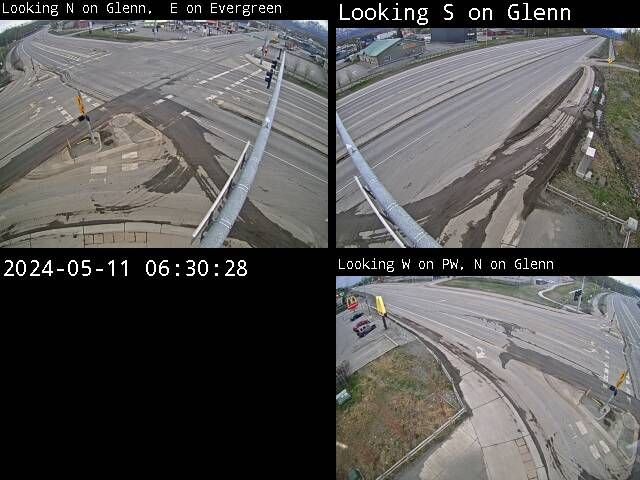 Looking N on Glenn,  E on Evergreen
Looking S on Glenn
2024-05-11 06:30:28
Looking W on PW, N on Glenn